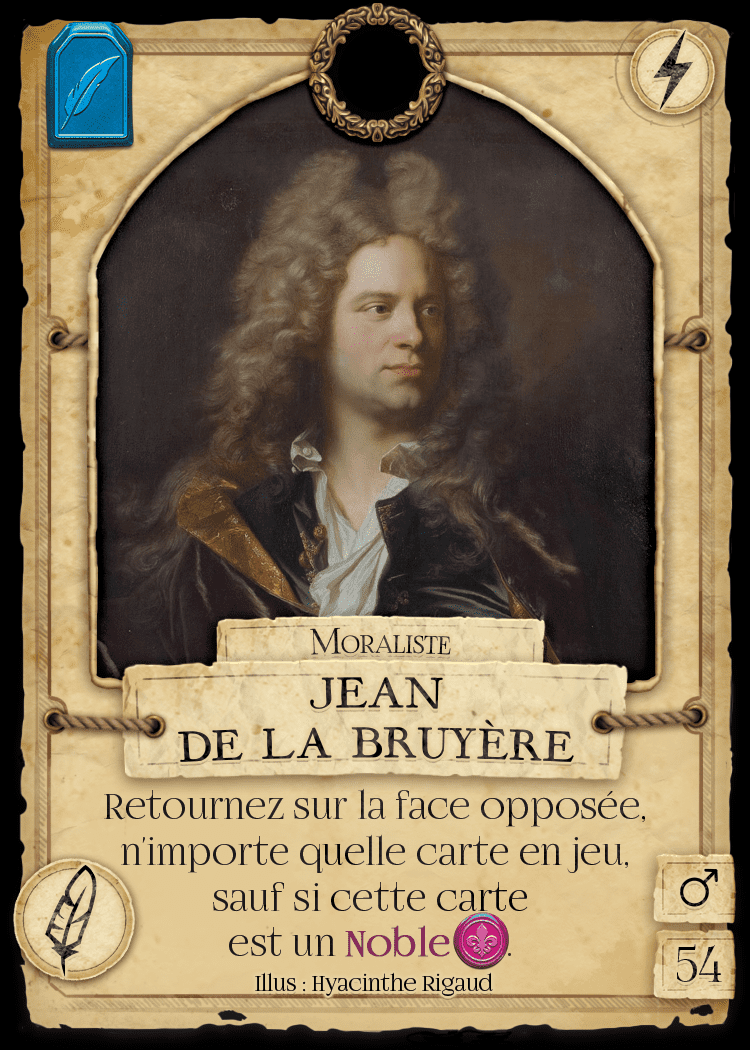 Moraliste
JEAN
DE LA BRUYÈRE
Retournez sur la face opposée,
n'importe quelle carte en jeu,
sauf si cette carte
est un Noble.
Illus : Hyacinthe Rigaud
♂
54